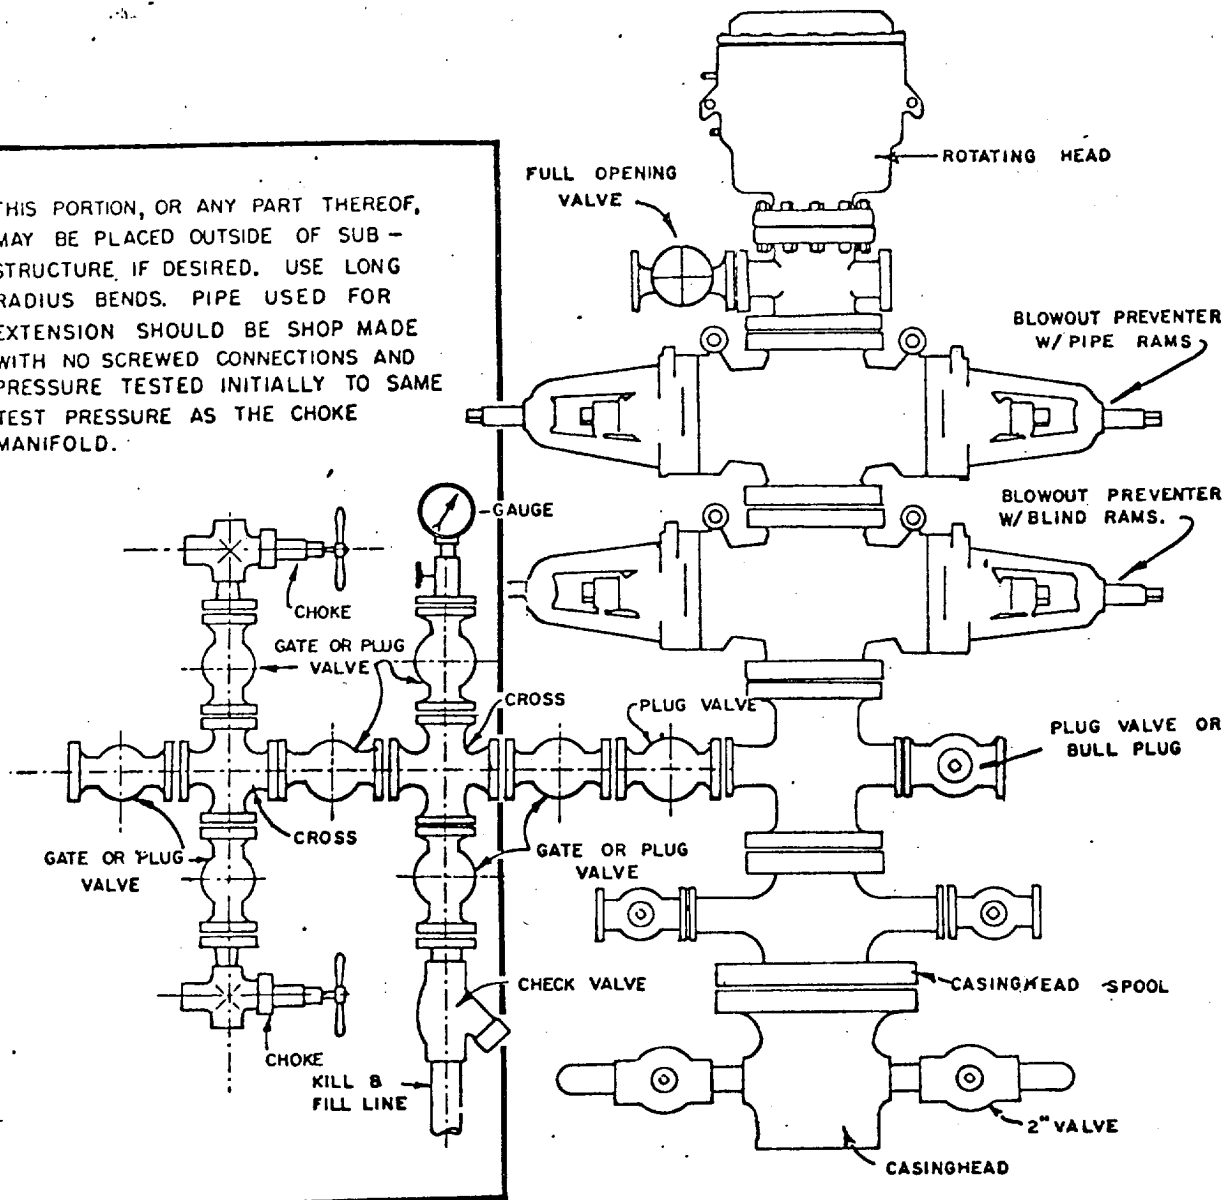 THIS PORTION, OR ANY PART THEREOF,
MAY BE PLACED OUTSIDE OF SUB -
STRUCTURE IF DESIRED. USE LONG
RADIUS BENDS. PIPE USED FOR
EXTENSION SHOULD BE SHOP MADE
WITH NO SCREWED CONNECTIONS AND
PRESSURE TESTED INITIALLY TO SAME
TEST PRESSURE AS THE CHOKE
MANIFOLD.
ROTATING HEAD
FULL OPENING
VALVE
BLOWOUT PREVENTER
W/PIPE RAMS
BLOWOUT PREVENTER
W/BLIND RAMS.
GAUGE
CHOKE
GATE OR PLUG
VALVE
CROSS
PLUG VALVE
PLUG VALVE OR
BULL PLUG
CROSS
GATE OR PLUG
VALVE
GATE OR PLUG
VALVE
CHECK VALVE
CASINGHEAD SPOOL
CHOKE
KILL &
FILL LINE
2" VALVE
CASINGHEAD